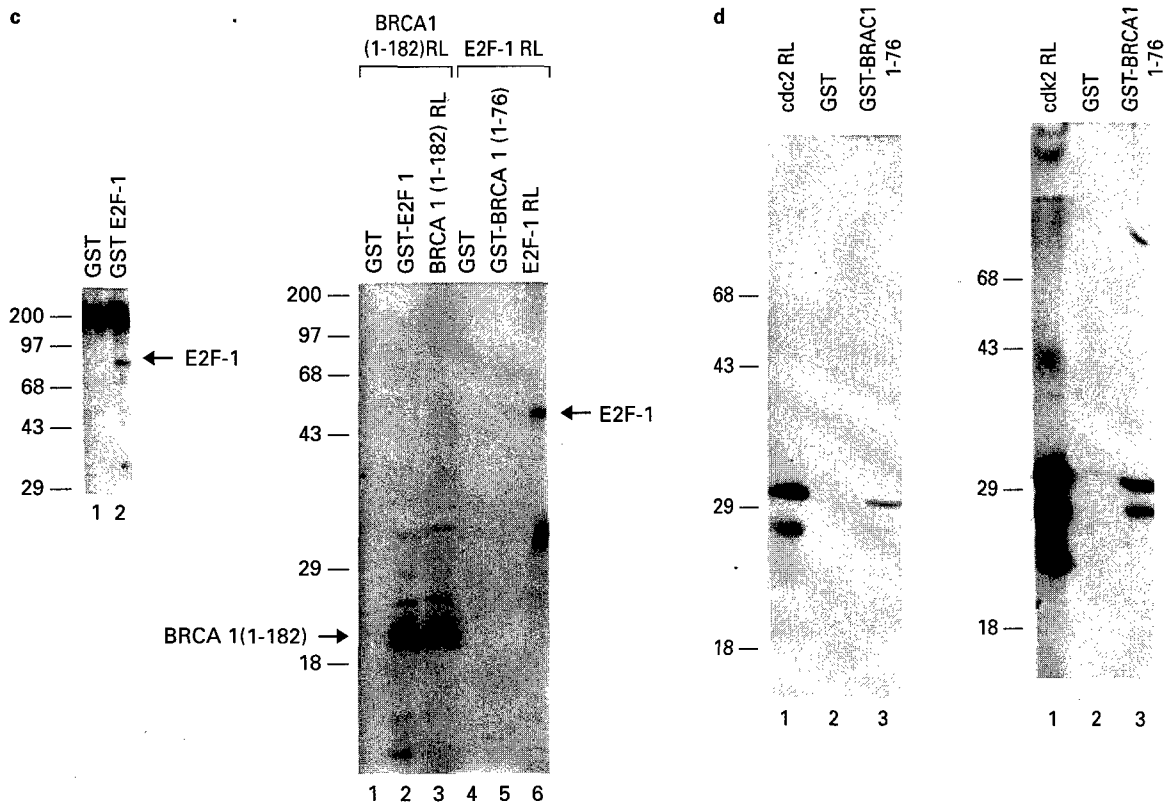 c
GST
GST E2F-1
200
97
68
43
29
E2F-1
1 2
BRCA1
(1-182)RL
E2F-1 RL
GST
GST-E2F 1
BRCA 1 (1-182) RL
GST
GST-BRCA 1 (1-76)
E2F-1 RL
200
97
68
43
29
18
E2F-1
BRCA 1(1-182)
1 2 3 4 5 6
d
cdc2 RL
GST
GST-BRAC1
1-76
68
43
29
18
1 2 3
cdk2 RL
GST
GST-BRCA1
1-76
68
43
29
18
1 2 3